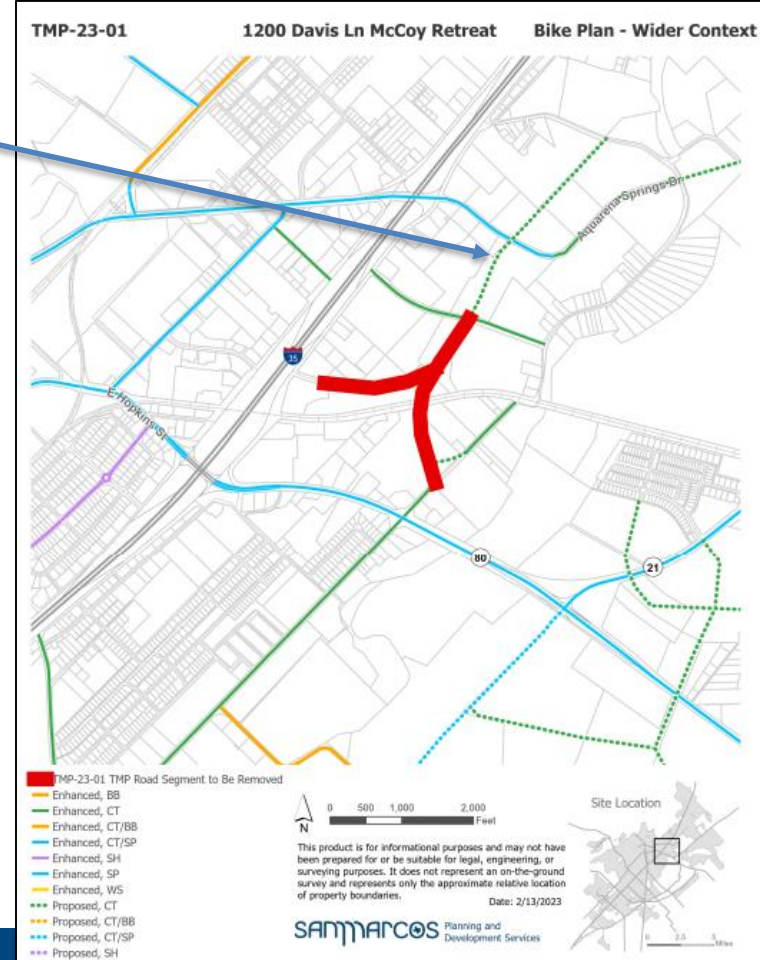 TMP-23-01 1200 Davis Ln McCoy Retreat Bike Plan - Wider Context
Aquarena Springs Dr
35
E Hopkins St
80
21
TMP-23-01 TMP Road Segment to Be Removed
Enhanced, BB
Enhanced, CT
Enhanced, CT/BB
Enhanced, CT/SP
Enhanced, SH
Enhanced, SP
Enhanced, WS
Proposed, CT
Proposed, CT/BB
Proposed, CT/SP
Proposed, SH
N
0 500 1,000 2,000
Feet
This product is for informational purposes and may not have
been prepared for or be suitable for legal, engineering, or
surveying purposes. It does not represent an on-the-ground
survey and represents only the approximate relative location
of property boundaries.
Date: 2/13/2023
SANMARCOS Planning and
Development Services
Site Location
0 2.5 5
Miles